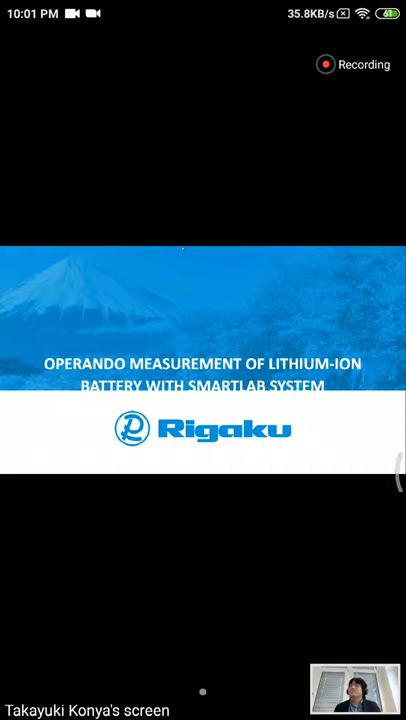 10:01 PM
35.8KB/s
61
Recording
OPERANDO MEASUREMENT OF LITHIUM-ION
BATTERY WITH SMARTLAB SYSTEM
R Rigaku
Takayuki Konya's screen